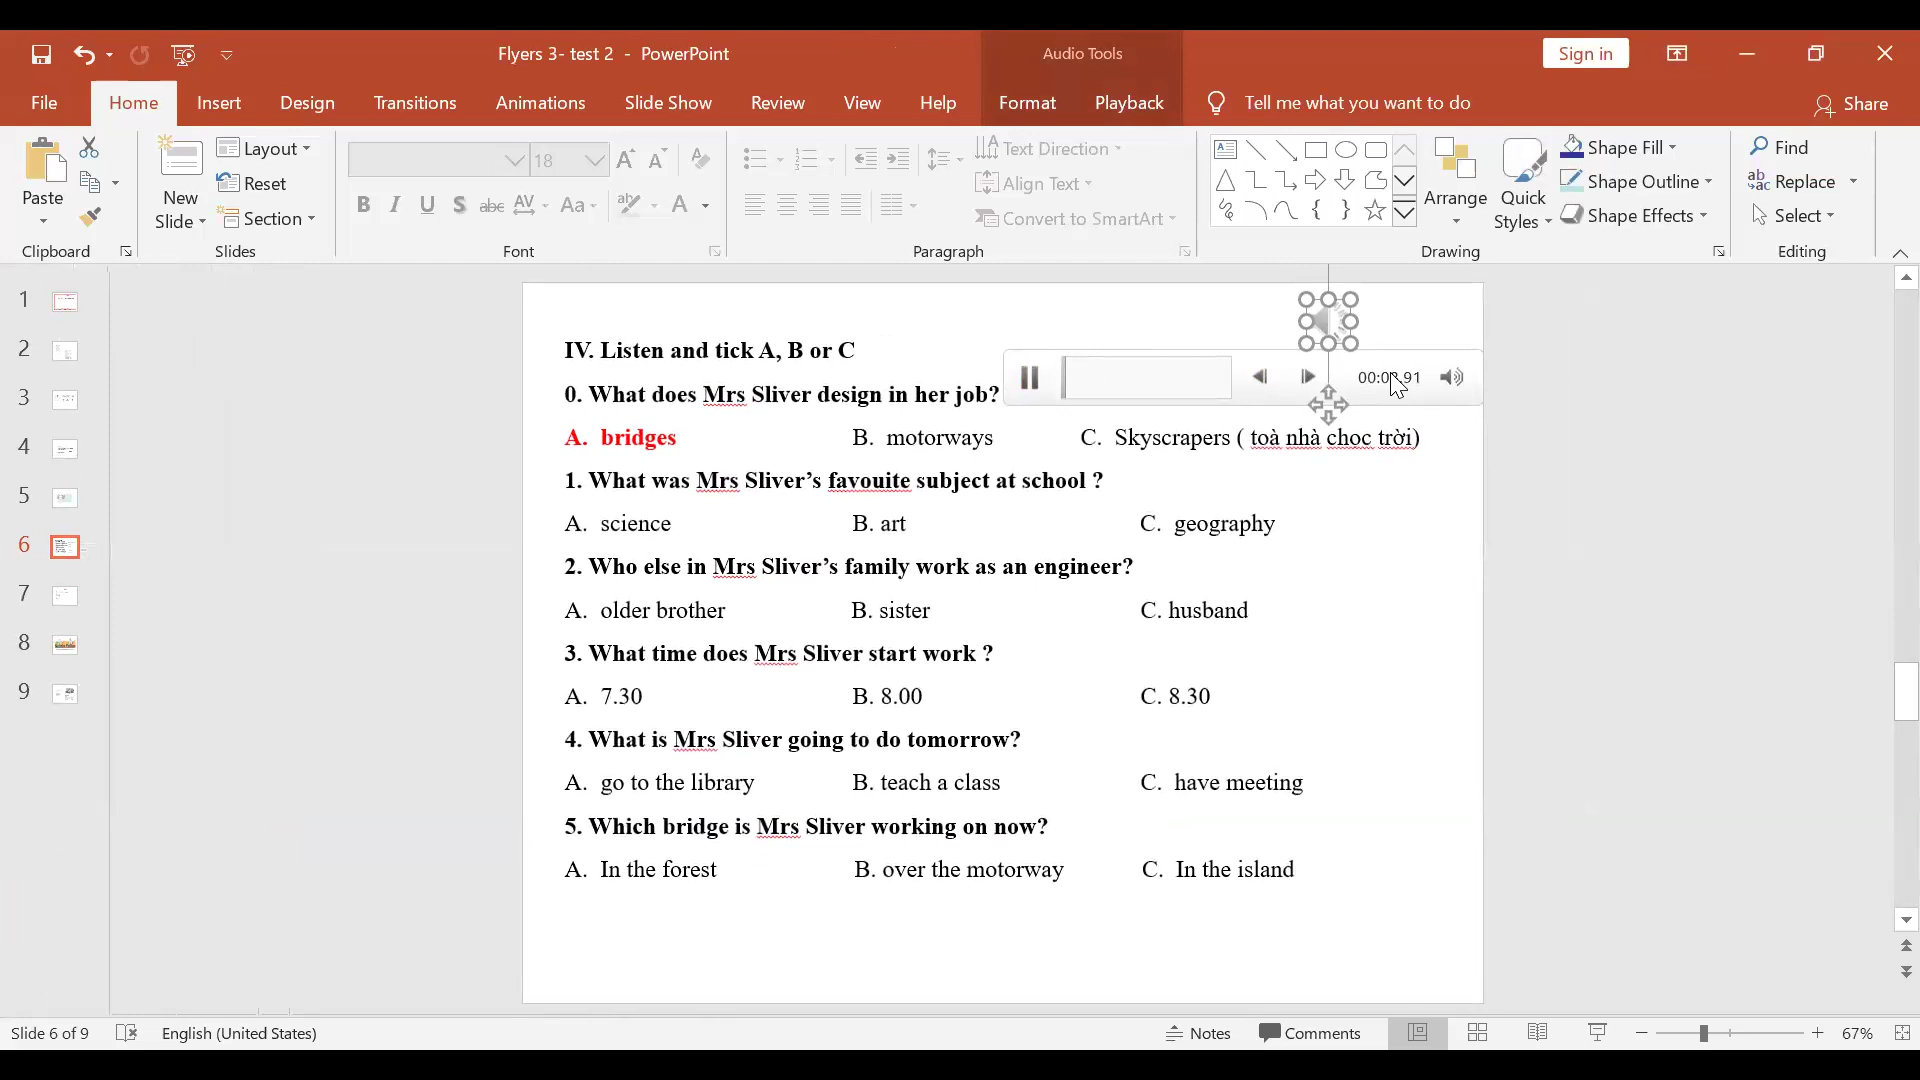 Flyers 3- test 2 - PowerPoint
Audio Tools
Sign in
File Home Insert Design Transitions Animations Slide Show Review View Help Format Playback Tell me what you want to do Share
Paste
Clipboard
New Slide
Layout
Reset
Section
Slides
18
B I U S abc AV Aa A
Font
Text Direction
Align Text
Convert to SmartArt
Paragraph
Arrange
Quick Styles
Shape Fill
Shape Outline
Shape Effects
Drawing
Find
Replace
Select
Editing
1
2
3
4
5
6
7
8
9
IV. Listen and tick A, B or C
0. What does Mrs Sliver design in her job?
A. bridges B. motorways C. Skyscrapers ( toà nhà chọc trời)
1. What was Mrs Sliver’s favouite subject at school ?
A. science B. art C. geography
2. Who else in Mrs Sliver’s family work as an engineer?
A. older brother B. sister C. husband
3. What time does Mrs Sliver start work ?
A. 7.30 B. 8.00 C. 8.30
4. What is Mrs Sliver going to do tomorrow?
A. go to the library B. teach a class C. have meeting
5. Which bridge is Mrs Sliver working on now?
A. In the forest B. over the motorway C. In the island
Slide 6 of 9 English (United States) Notes Comments 67%